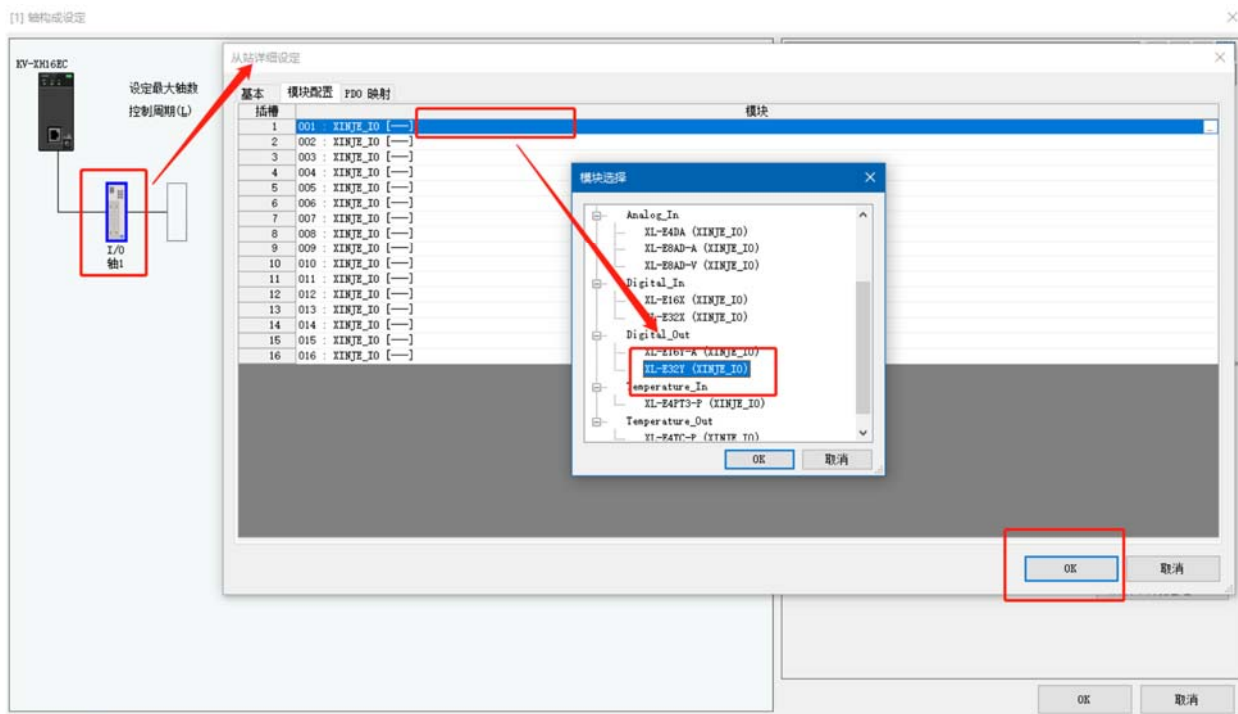 [1] 轴构成设定
KV-XH16EC
设定最大轴数
控制周期(L)
I/O
轴1
从站详细设定
基本 模块配置 PDO 映射
插槽 模块
1 001 : XINJE_IO [——]
2 002 : XINJE_IO [——]
3 003 : XINJE_IO [——]
4 004 : XINJE_IO [——]
5 005 : XINJE_IO [——]
6 006 : XINJE_IO [——]
7 007 : XINJE_IO [——]
8 008 : XINJE_IO [——]
9 009 : XINJE_IO [——]
10 010 : XINJE_IO [——]
11 011 : XINJE_IO [——]
12 012 : XINJE_IO [——]
13 013 : XINJE_IO [——]
14 014 : XINJE_IO [——]
15 015 : XINJE_IO [——]
16 016 : XINJE_IO [——]
模块选择
Analog_In
XL-E4DA (XINJE_IO)
XL-E8AD-A (XINJE_IO)
XL-E8AD-V (XINJE_IO)
Digital_In
XL-E16X (XINJE_IO)
XL-E32X (XINJE_IO)
Digital_Out
XL-E16Y-A (XINJE_IO)
XL-E32Y (XINJE_IO)
Temperature_In
XL-E4PT3-P (XINJE_IO)
Temperature_Out
XL-E4TC-P (XINJE_IO)
OK 取消
OK 取消
OK 取消